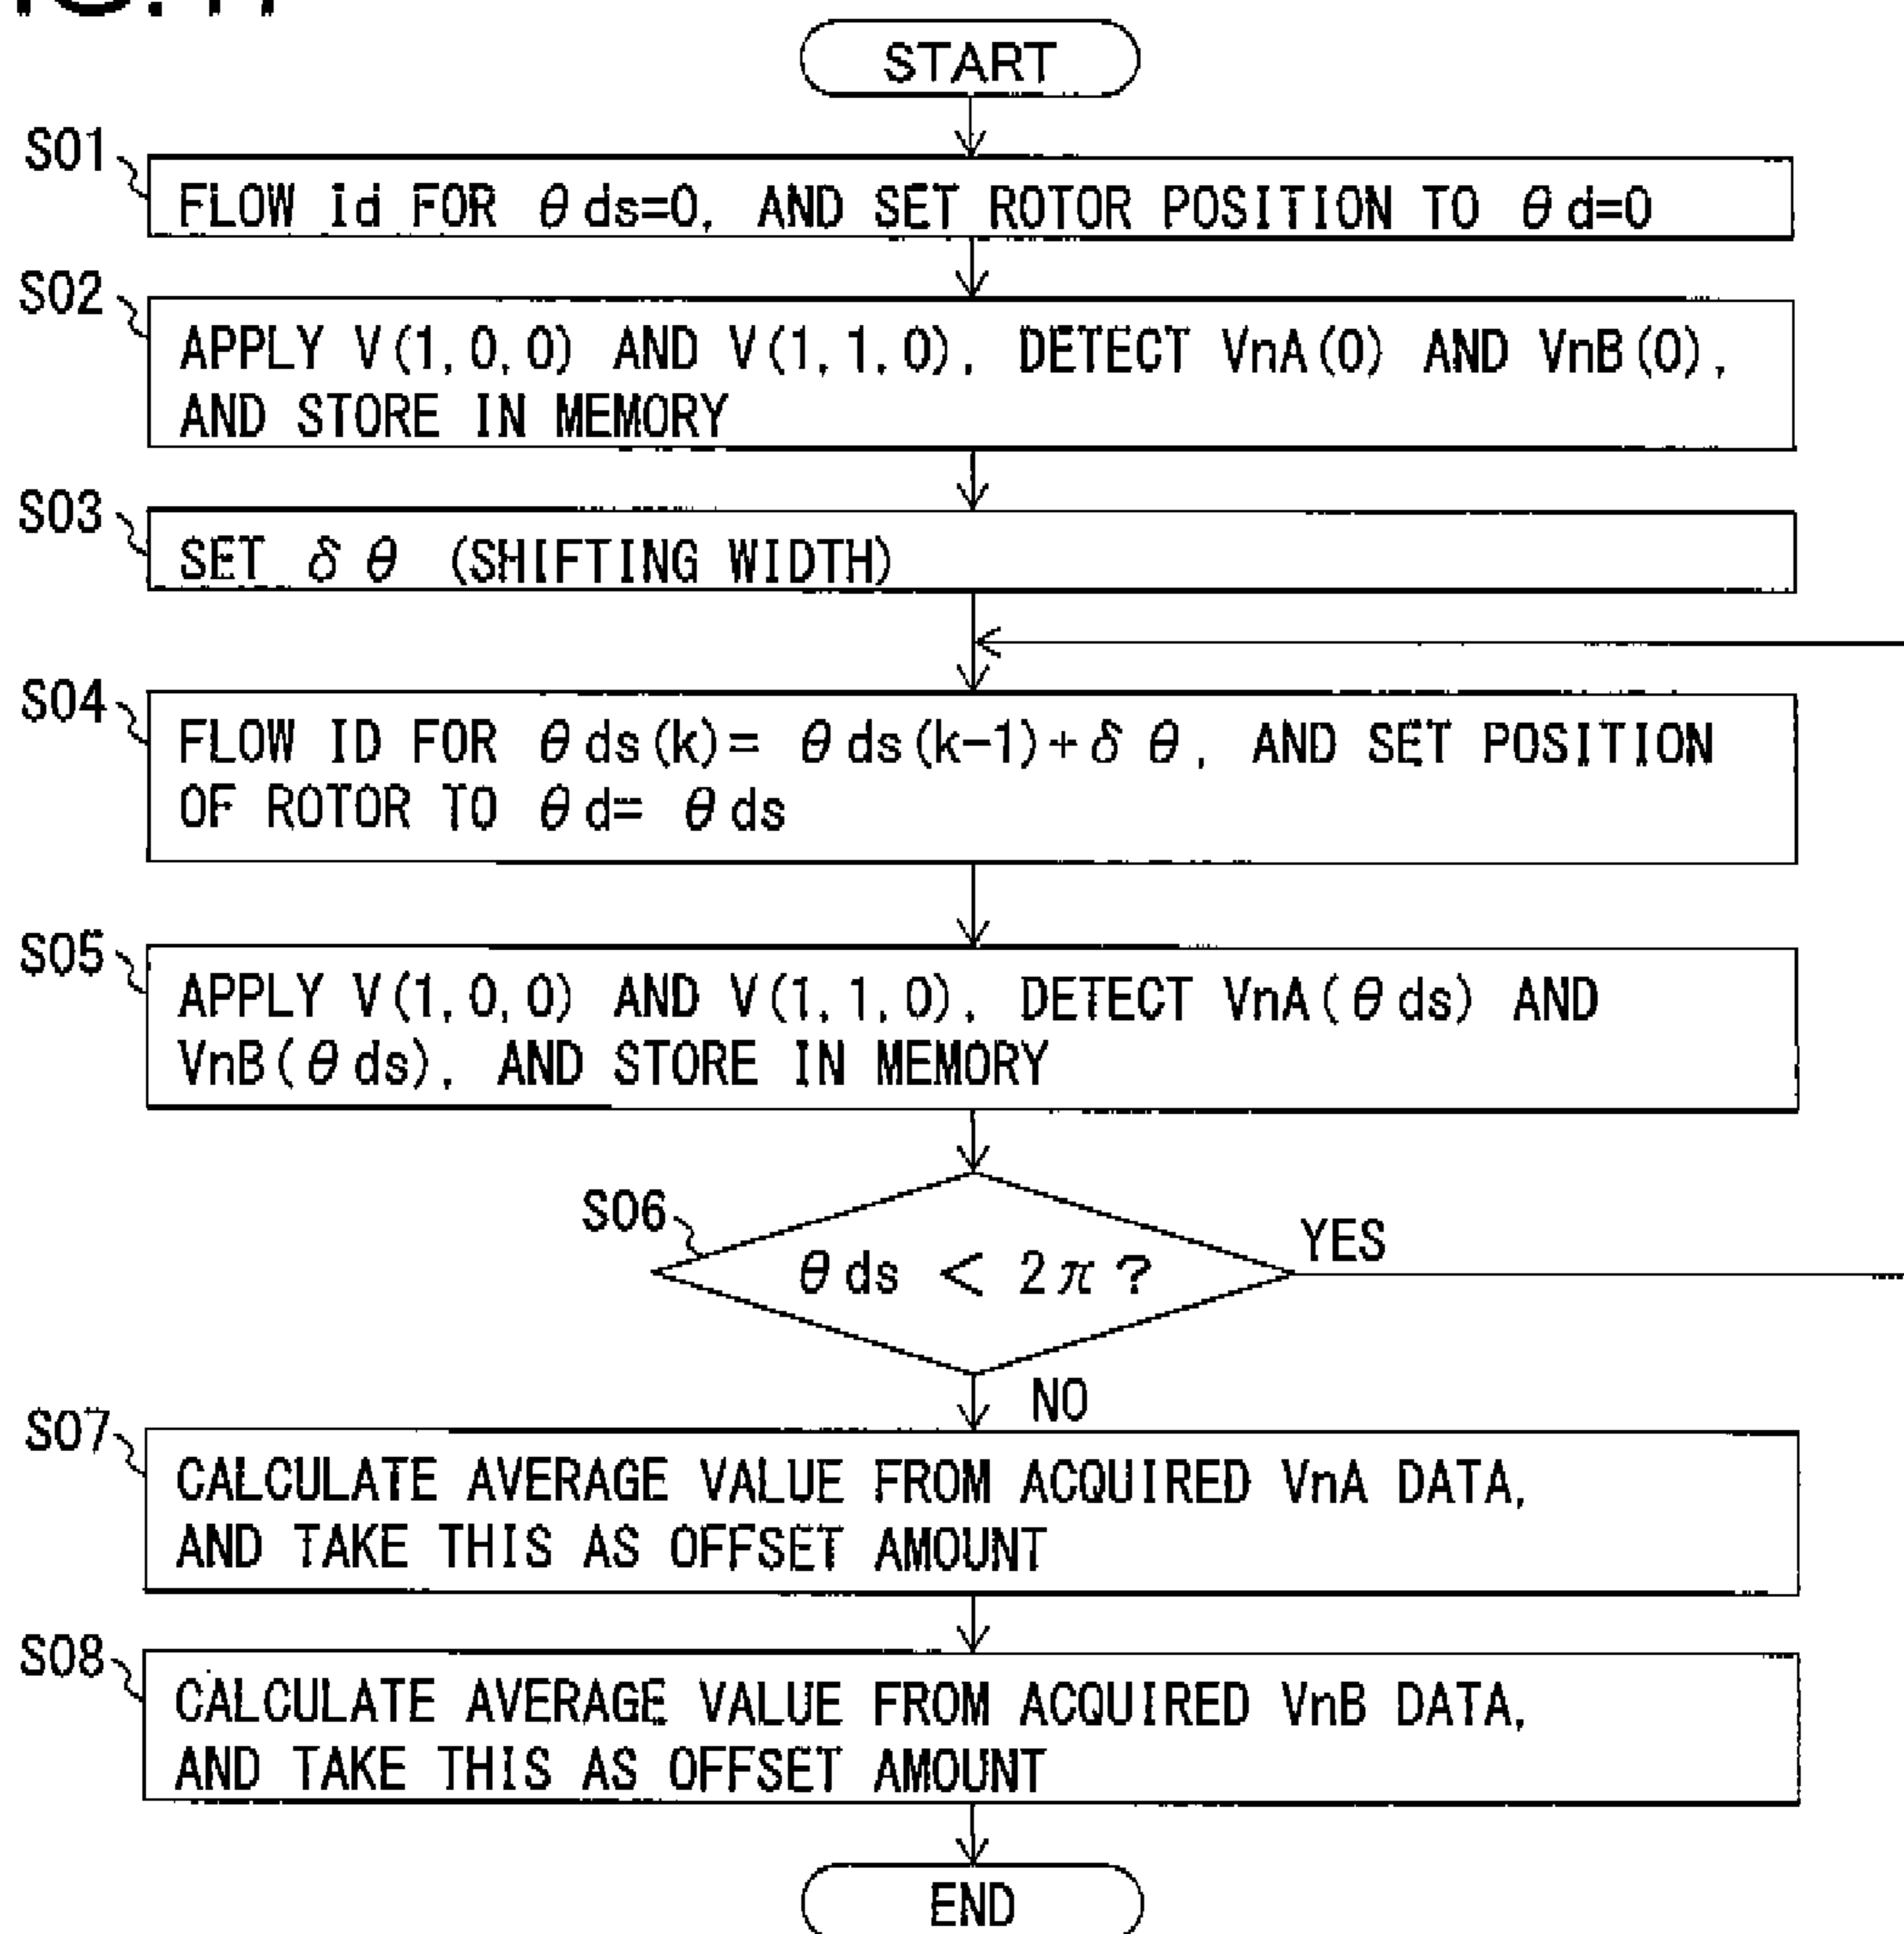 START
S01
FLOW Id FOR θds=0, AND SET ROTOR POSITION TO θd=0
S02
APPLY V(1,0,0) AND V(1,1,0), DETECT VnA(0) AND VnB(0),
AND STORE IN MEMORY
S03
SET δθ (SHIFTING WIDTH)
S04
FLOW ID FOR θds(k)= θds(k-1)+δθ, AND SET POSITION
OF ROTOR TO θd= θds
S05
APPLY V(1,0,0) AND V(1,1,0), DETECT VnA(θds) AND
VnB(θds), AND STORE IN MEMORY
S06
θds < 2π?
YES
NO
S07
CALCULATE AVERAGE VALUE FROM ACQUIRED VnA DATA,
AND TAKE THIS AS OFFSET AMOUNT
S08
CALCULATE AVERAGE VALUE FROM ACQUIRED VnB DATA,
AND TAKE THIS AS OFFSET AMOUNT
END